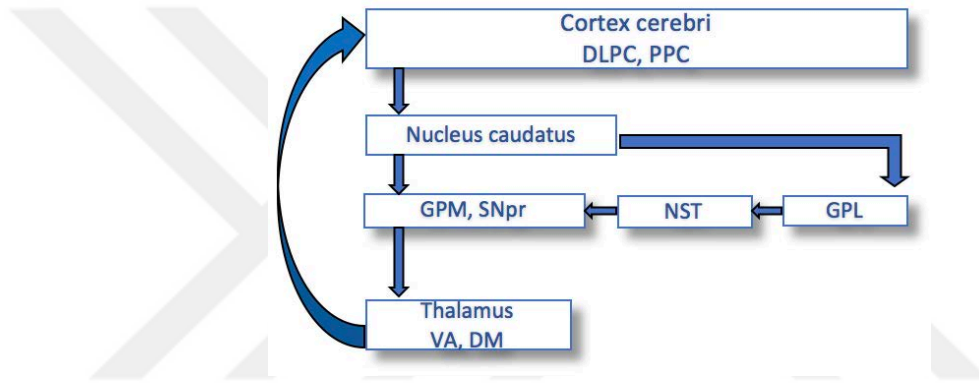 Cortex cerebri
DLPC, PPC
Nucleus caudatus
GPM, SNpr
NST
GPL
Thalamus
VA, DM